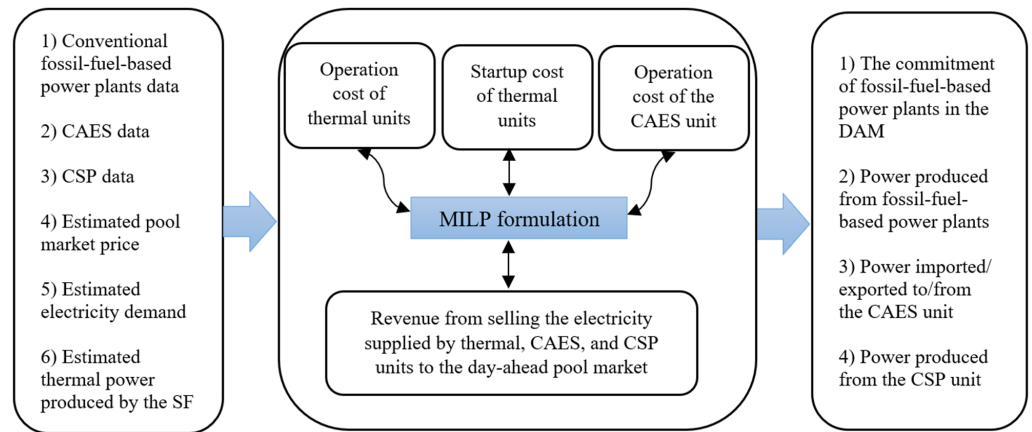 1) Conventional
fossil-fuel-based
power plants data
2) CAES data
3) CSP data
4) Estimated pool
market price
5) Estimated
electricity demand
6) Estimated
thermal power
produced by the SF
Operation
cost of
thermal units
Startup cost
of thermal
units
Operation
cost of the
CAES unit
MILP formulation
Revenue from selling the electricity
supplied by thermal, CAES, and CSP
units to the day-ahead pool market
1) The commitment
of fossil-fuel-based
power plants in the
DAM
2) Power produced
from fossil-fuel-
based power plants
3) Power imported/
exported to/from
the CAES unit
4) Power produced
from the CSP unit